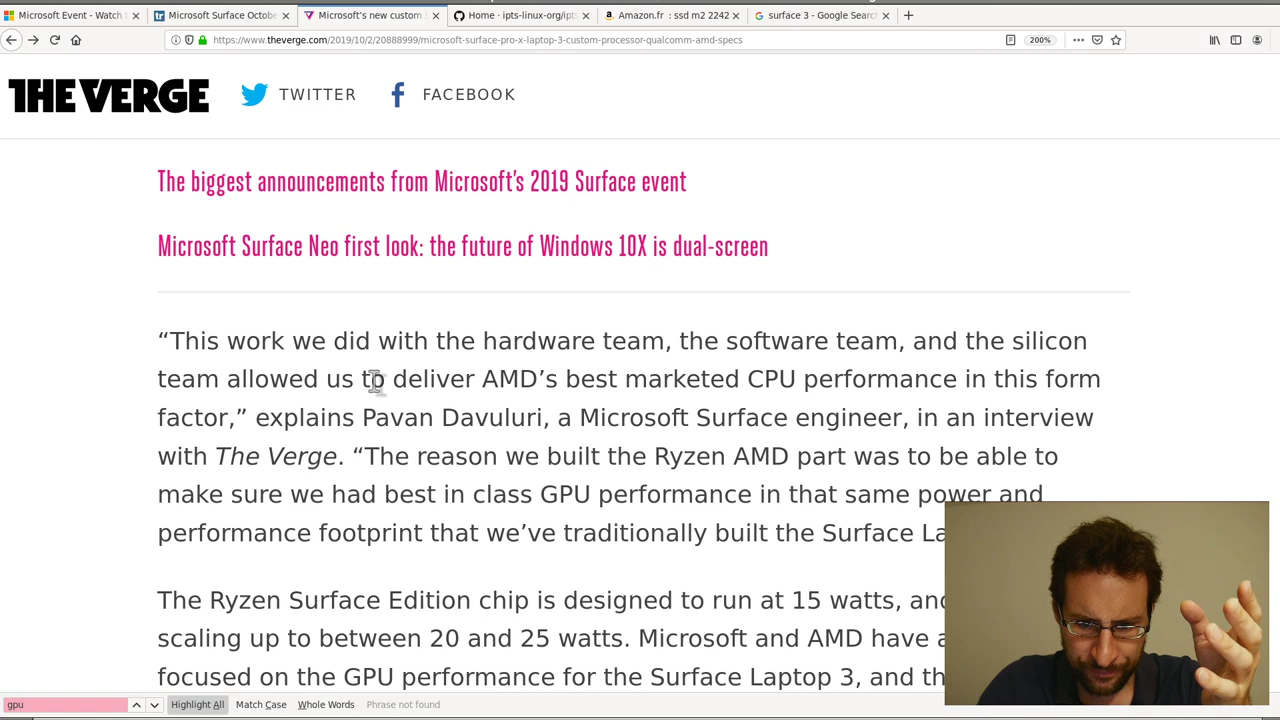 Microsoft Event - Watch
Microsoft Surface Octobe
Microsoft's new custom
Home · ipts-linux-org/ipts
Amazon.fr : ssd m2 2242
surface 3 - Google Searc
https://www.theverge.com/2019/10/2/20888999/microsoft-surface-pro-x-laptop-3-custom-processor-qualcomm-amd-specs
200%
THE VERGE TWITTER FACEBOOK
The biggest announcements from Microsoft's 2019 Surface event
Microsoft Surface Neo first look: the future of Windows 10X is dual-screen
“This work we did with the hardware team, the software team, and the silicon
team allowed us to deliver AMD’s best marketed CPU performance in this form
factor,” explains Pavan Davuluri, a Microsoft Surface engineer, in an interview
with The Verge. “The reason we built the Ryzen AMD part was to be able to
make sure we had best in class GPU performance in that same power and
performance footprint that we’ve traditionally built the Surface La
The Ryzen Surface Edition chip is designed to run at 15 watts, and
scaling up to between 20 and 25 watts. Microsoft and AMD have a
focused on the GPU performance for the Surface Laptop 3, and th
gpu Highlight All Match Case Whole Words Phrase not found